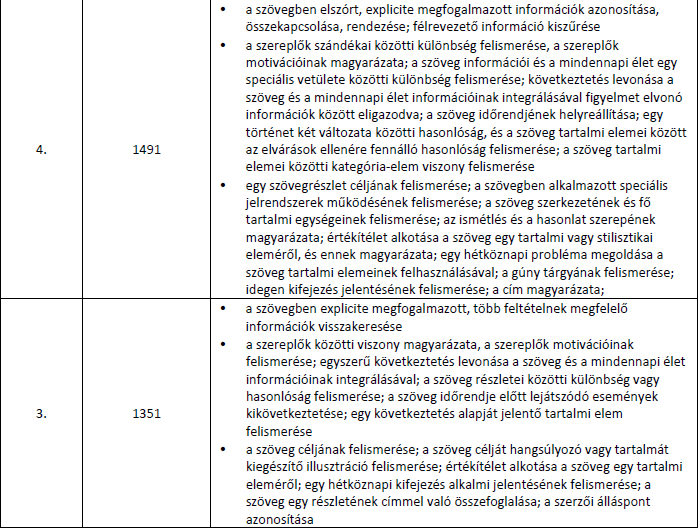 • a szövegben elszórt, explicite megfogalmazott információk azonosítása,
összekapcsolása, rendezése; félrevezető információ kiszűrése
• a szereplők szándékai közötti különbség felismerése, a szereplők
motivációinak magyarázata; a szöveg információi és a mindennapi élet egy
speciális vetülete közötti különbség felismerése; következtetés levonása a
szöveg és a mindennapi élet információinak integrálásával figyelmet elvonó
információk között eligazodva; a szöveg időrendjének helyreállítása; egy
4. 1491 történet két változata közötti hasonlóság, és a szöveg tartalmi elemei között
az elvárások ellenére fennálló hasonlóság felismerése; a szöveg tartalmi
elemei közötti kategória-elem viszony felismerése
• egy szövegrészlet céljának felismerése; a szövegben alkalmazott speciális
jelrendszerek működésének felismerése; a szöveg szerkezetének és fő
tartalmi egységeinek felismerése; az ismétlés és a hasonlat szerepének
magyarázata; értékítélet alkotása a szöveg egy tartalmi vagy stilisztikai
eleméről, és ennek magyarázata; egy hétköznapi probléma megoldása a
szöveg tartalmi elemeinek felhasználásával; a gúny tárgyának felismerése;
idegen kifejezés jelentésének felismerése; a cím magyarázata;
• a szövegben explicite megfogalmazott, több feltételnek megfelelő
információk visszakeresése
• a szereplők közötti viszony magyarázata, a szereplők motivációinak
felismerése; egyszerű következtetés levonása a szöveg és a mindennapi élet
információinak integrálásával; a szöveg részletei közötti különbség vagy
hasonlóság felismerése; a szöveg időrendje előtt lejátszódó események
3. 1351 kikövetkeztetése; egy következtetés alapját jelentő tartalmi elem
felismerése
• a szöveg céljának felismerése; a szöveg célját hangsúlyozó vagy tartalmát
kiegészítő illusztráció felismerése; értékítélet alkotása a szöveg egy tartalmi
eleméről; egy hétköznapi kifejezés alkalmi jelentésének felismerése; a
szöveg egy részletének címmel való összefoglalása; a szerzői álláspont
azonosítása